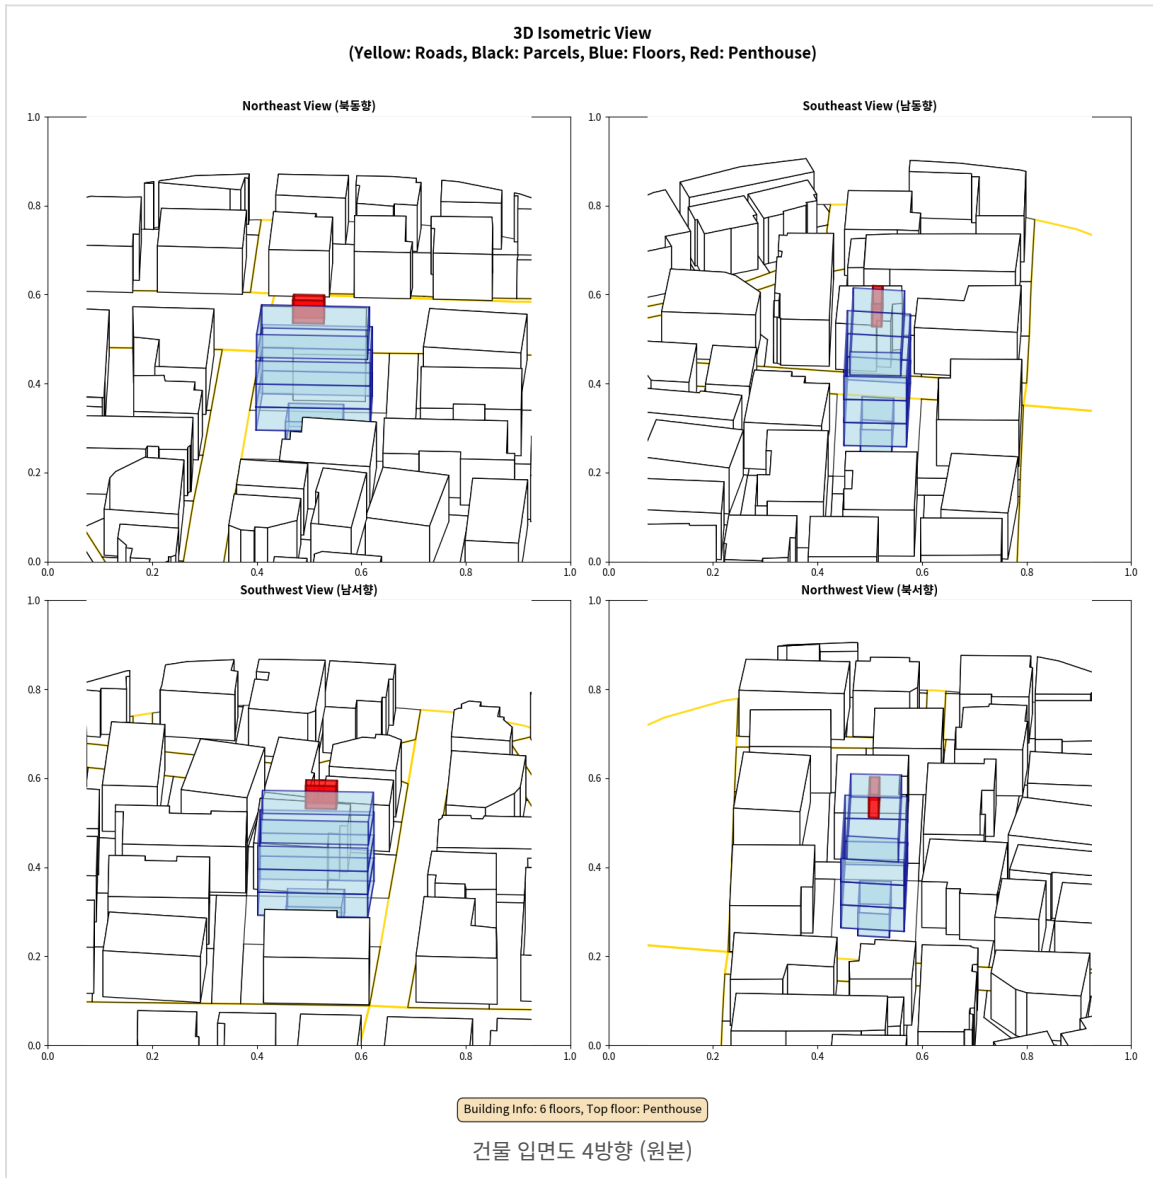 3D Isometric View
(Yellow: Roads, Black: Parcels, Blue: Floors, Red: Penthouse)
Northeast View (북동향)
1.0
0.8
0.6
0.4
0.2
0.0
0.0 0.2 0.4 0.6 0.8 1.0
Southeast View (남동향)
1.0
0.8
0.6
0.4
0.2
0.0
0.0 0.2 0.4 0.6 0.8 1.0
Southwest View (남서향)
1.0
0.8
0.6
0.4
0.2
0.0
0.0 0.2 0.4 0.6 0.8 1.0
Northwest View (북서향)
1.0
0.8
0.6
0.4
0.2
0.0
0.0 0.2 0.4 0.6 0.8 1.0
Building Info: 6 floors, Top floor: Penthouse
건물 입면도 4방향 (원본)